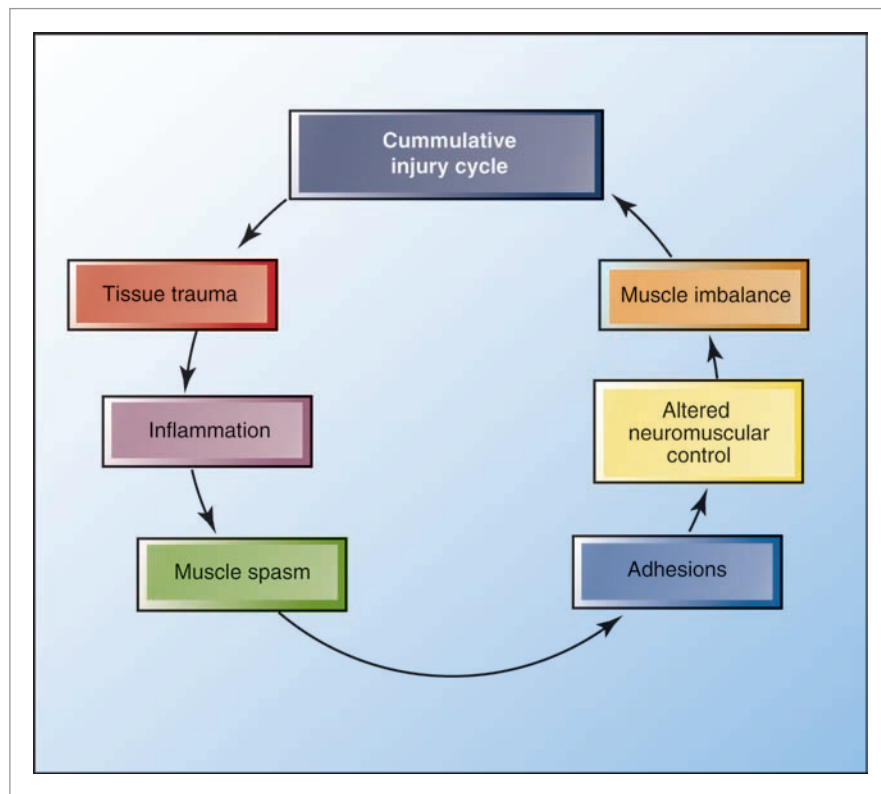 Cummulative
injury cycle
Tissue trauma
Inflammation
Muscle spasm
Adhesions
Altered
neuromuscular
control
Muscle imbalance